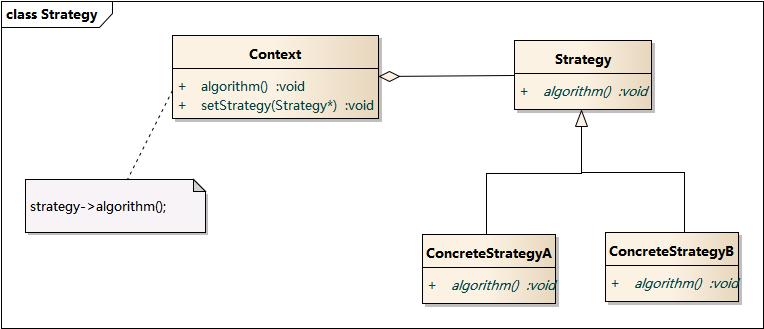 class Strategy
Context
+ algorithm() :void
+ setStrategy(Strategy*) :void
Strategy
+ algorithm() :void
strategy->algorithm();
ConcreteStrategyA
+ algorithm() :void
ConcreteStrategyB
+ algorithm() :void